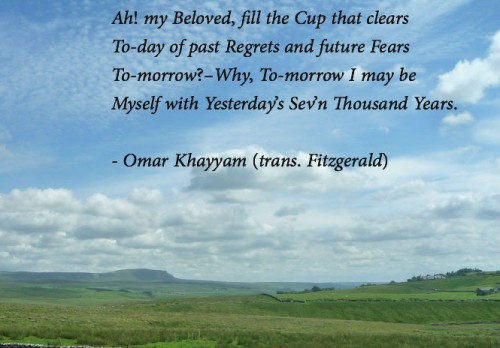 Ah! my Beloved, fill the Cup that clears
To-day of past Regrets and future Fears
To-morrow?–Why, To-morrow I may be
Myself with Yesterday's Sev'n Thousand Years.
- Omar Khayyam (trans. Fitzgerald)